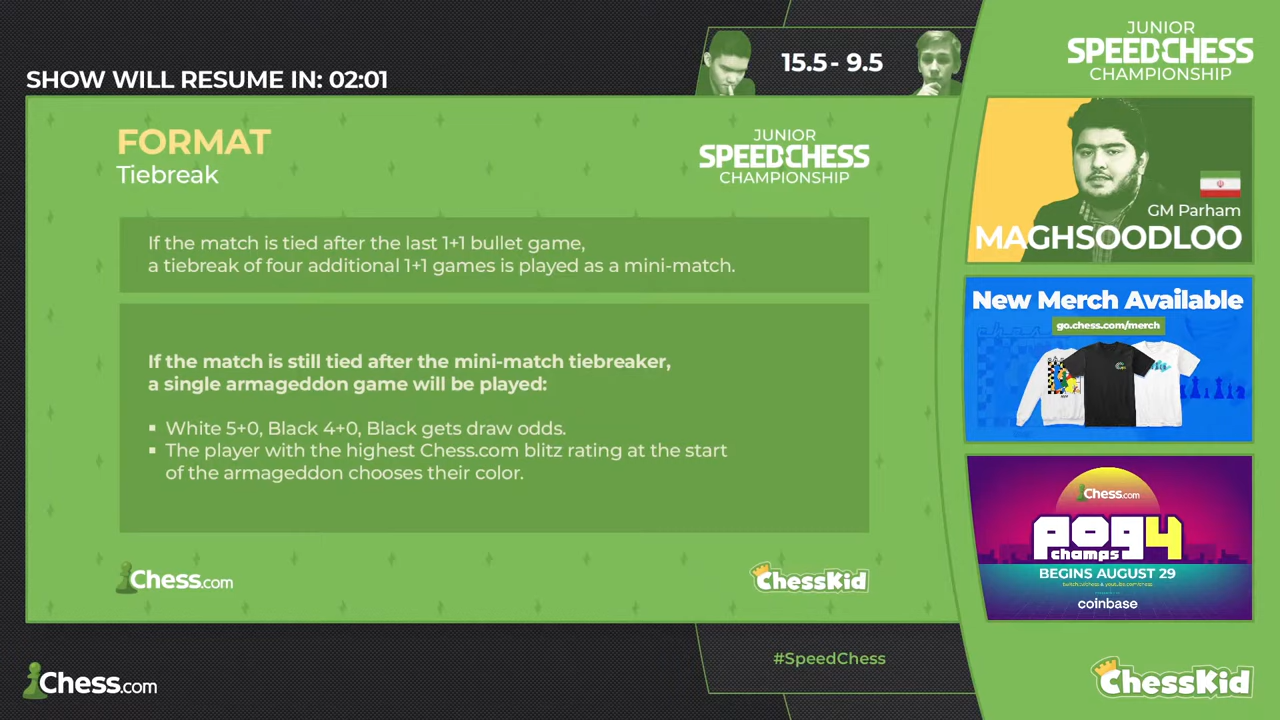 SHOW WILL RESUME IN: 02:01
15.5 - 9.5
JUNIOR
SPEEDCHESS
CHAMPIONSHIP
FORMAT
Tiebreak
JUNIOR
SPEEDCHESS
CHAMPIONSHIP
If the match is tied after the last 1+1 bullet game,
a tiebreak of four additional 1+1 games is played as a mini-match.
If the match is still tied after the mini-match tiebreaker,
a single armageddon game will be played:
▪ White 5+0, Black 4+0, Black gets draw odds.
▪ The player with the highest Chess.com blitz rating at the start
of the armageddon chooses their color.
Chess.com
ChessKid
GM Parham
MAGHSOODLOO
New Merch Available
go.chess.com/merch
Chess.com
pog4
champs
BEGINS AUGUST 29
coinbase
#SpeedChess
Chess.com
ChessKid